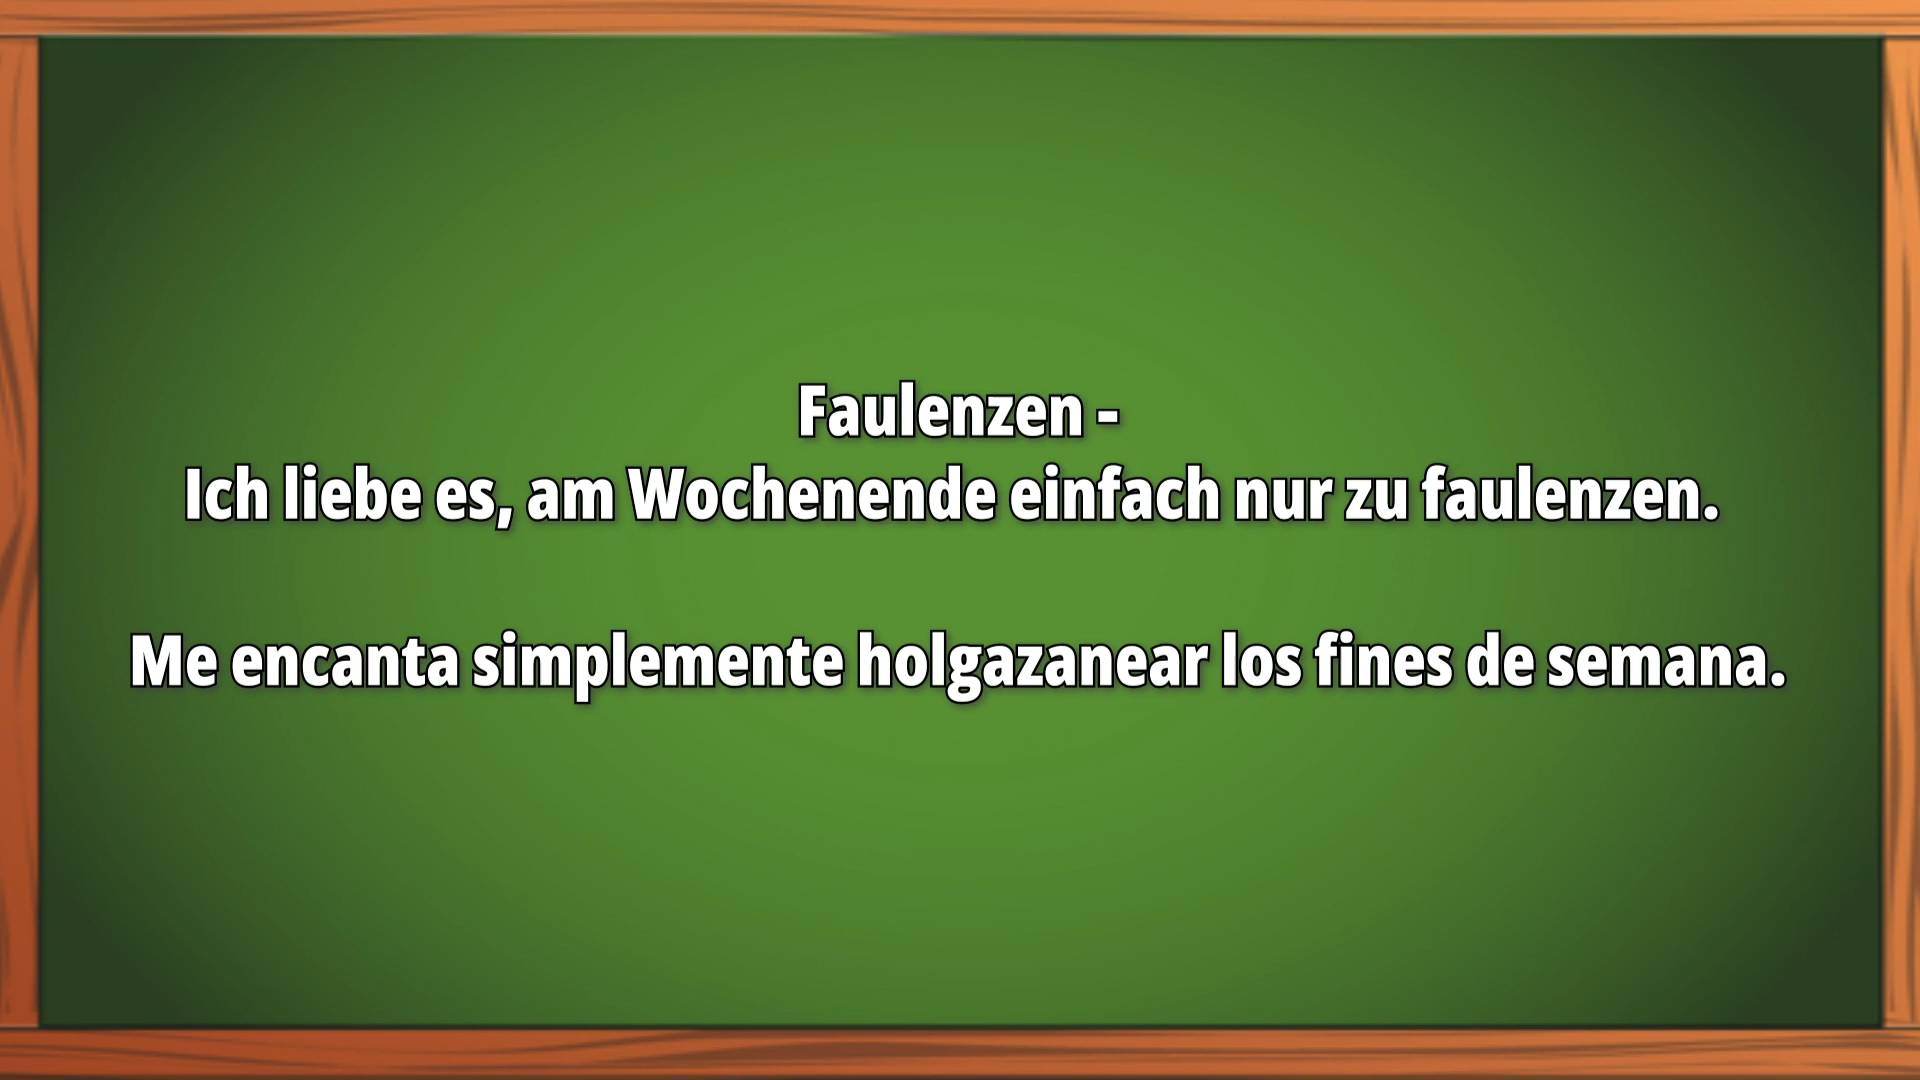 Faulenzen -
Ich liebe es, am Wochenende einfach nur zu faulenzen.
Me encanta simplemente holgazanear los fines de semana.